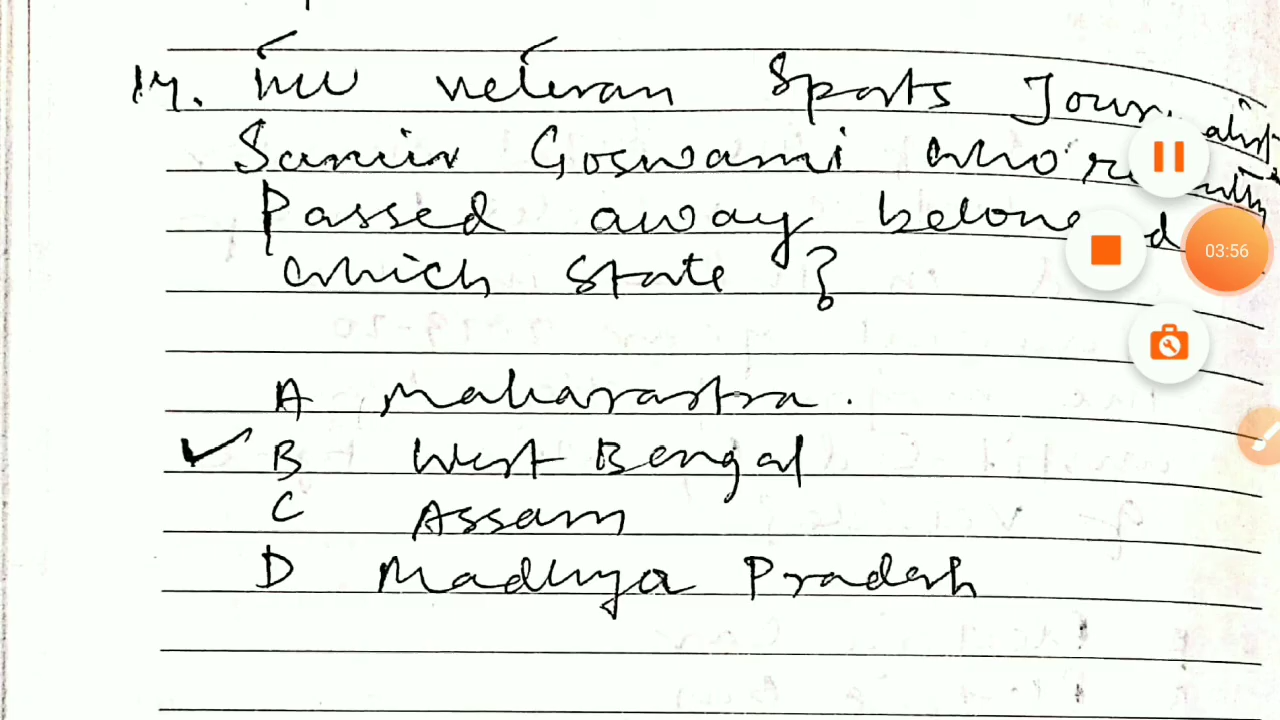 14. The veteran Sports Journalist
Samir Goswami who recently
Passed away belonged
which state ?
A Maharastra .
✓ B West Bengal
C Assam
D Madhya Pradesh
03:56